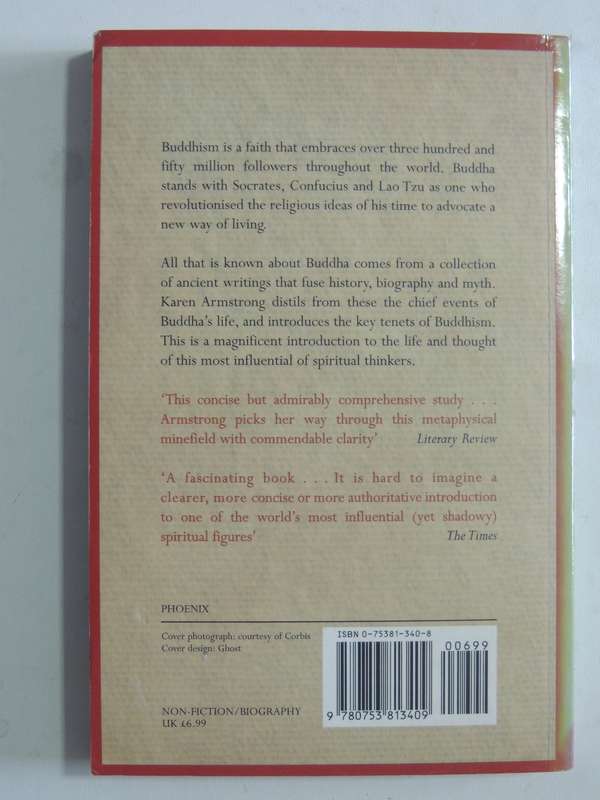 Buddhism is a faith that embraces over three hundred and
fifty million followers throughout the world. Buddha
stands with Socrates, Confucius and Lao Tzu as one who
revolutionised the religious ideas of his time to advocate a
new way of living.
All that is known about Buddha comes from a collection
of ancient writings that fuse history, biography and myth.
Karen Armstrong distils from these the chief events of
Buddha's life, and introduces the key tenets of Buddhism.
This is a magnificent introduction to the life and thought
of this most influential of spiritual thinkers.
'This concise but admirably comprehensive study . . .
Armstrong picks her way through this metaphysical
minefield with commendable clarity' Literary Review
'A fascinating book . . . It is hard to imagine a
clearer, more concise or more authoritative introduction
to one of the world's most influential (yet shadowy)
spiritual figures' The Times
PHOENIX
Cover photograph: courtesy of Corbis
Cover design: Ghost
ISBN 0-75381-340-8
00699
9 780753 813409
NON-FICTION/BIOGRAPHY
UK £6.99